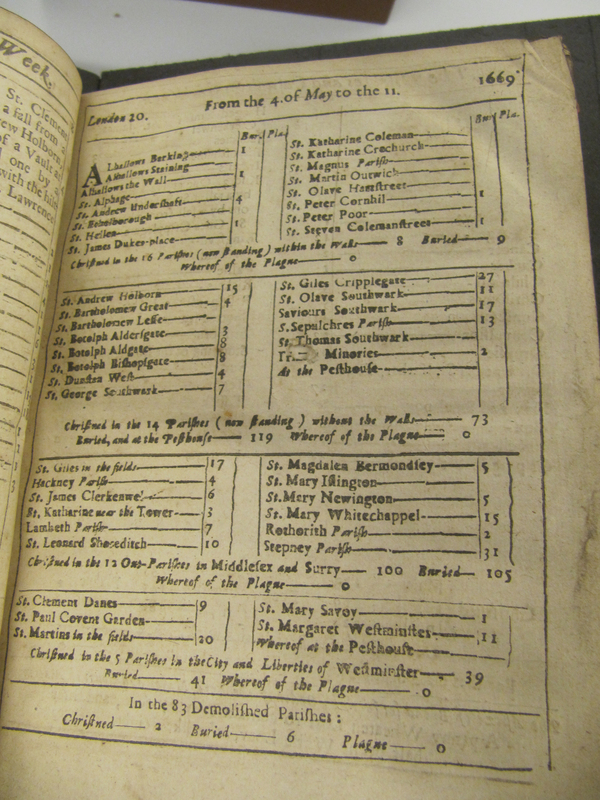 Week.
St. Clement
a fall from a
ew Holborn,
of a Vault at
one by
with the
Lawrence
London 20. From the 4. of May to the 11. 1669
Bur. Pla.
Alhallows Barking 1
Alhallows Staining
Alhallows the Wall 1
St. Alphage
St. Andrew Undershaft 4
St. Ethelborough
St. Hellen 1
St. James Dukes-place
Bur Pla.
St. Katharine Coleman
St. Katharine Creechurch
St. Magnus Parish
St. Martin Outwich
St. Olave Hartstreet
St. Peter Cornhil 1
St. Peter Poor
St. Steven Colemanstreet 1
Christned in the 16 Parishes (now standing) within the Walls 8 Buried 9
Whereof of the Plague 0
St. Andrew Holborn 15
St. Bartholomew Great 4
St. Bartholomew Lesse
St. Botolph Aldersgate 3
St. Botolph Aldgate 8
St. Botolph Bishopsgate 8
St. Dunstan West 4
St. George Southwark 7
St. Giles Cripplegate 27
St. Olave Southwark 11
Saviours Southwark 17
S. Sepulchres Parish 13
St. Thomas Southwark
Minories 2
At the Pesthouse
Christned in the 14 Parishes (now standing) without the Walls 73
Buried, and at the Pesthouse 119 Whereof of the Plague 0
St. Giles in the fields 17
Hackney Parish 4
St. James Clerkenwel 6
St. Katharine near the Tower 3
Lambeth Parish 7
St. Leonard Shoreditch 10
St. Magdalen Bermondsey 5
St. Mary Islington
St. Mary Newington 5
St. Mary Whitechappel 15
Rothorith Parish 2
Stepney Parish 31
Christned in the 12 Out-Parishes in Middlesex and Surry 100 Buried 105
Whereof of the Plague 0
St. Clement Danes 9
St. Paul Covent Garden
St. Martins in the fields 20
St. Mary Savoy 1
St. Margaret Westminster 11
Whereof at the Pesthouse
Christned in the 5 Parishes in the City and Liberties of Westminster 39
Buried 41 Whereof of the Plague 0
In the 83 Demolished Parishes:
Christned 2 Buried 6 Plague 0